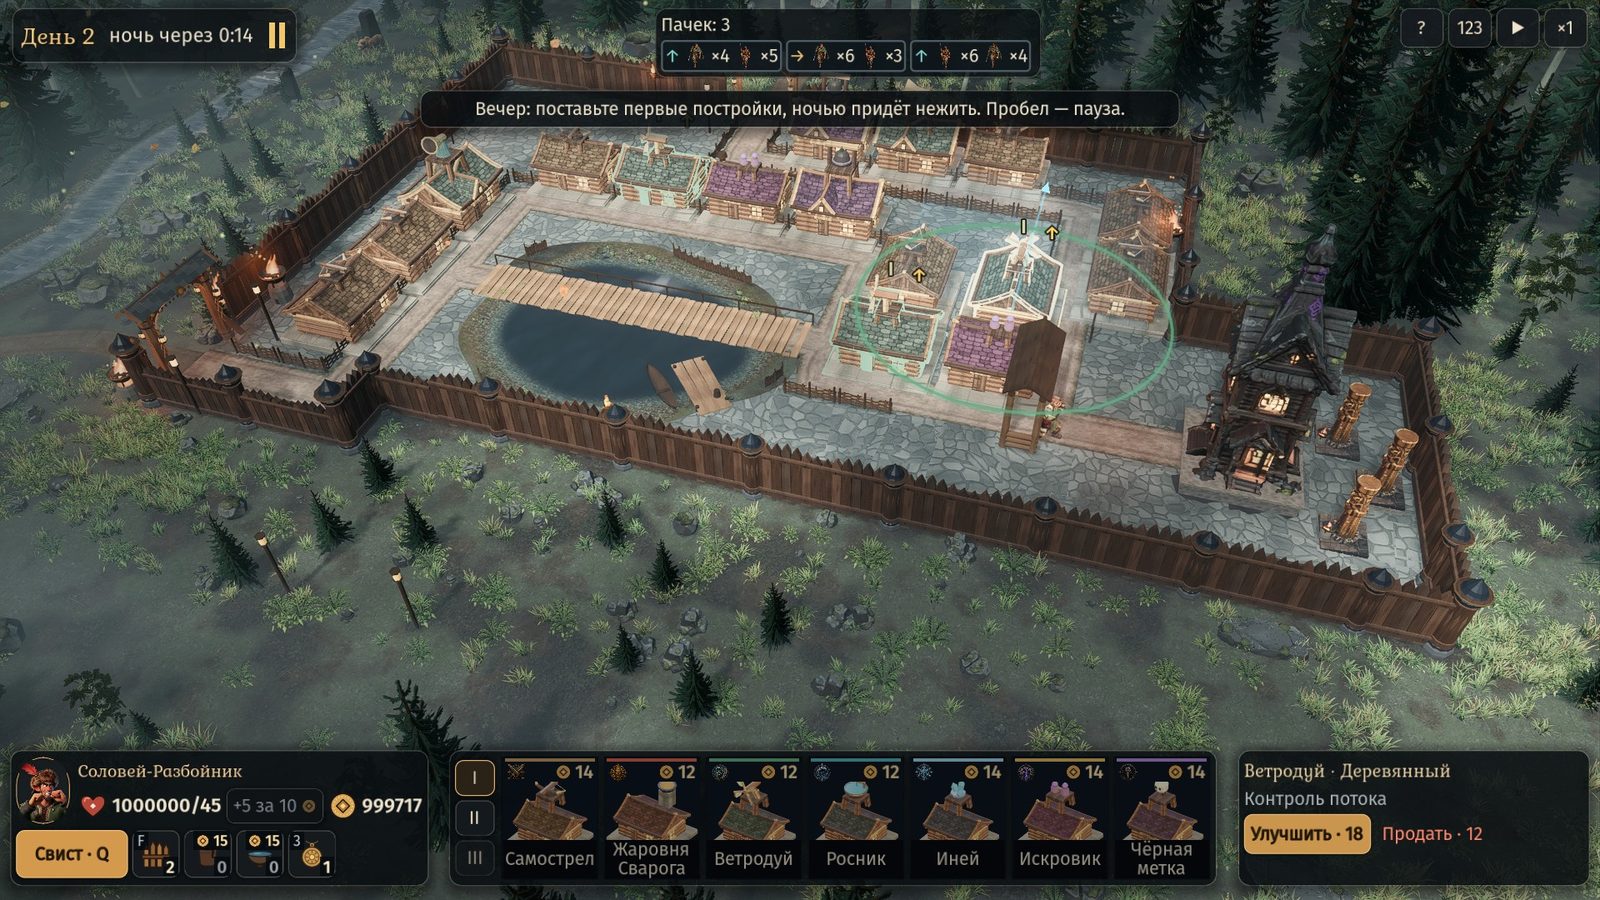 День 2 ночь через 0:14
Пачек: 3
×4 ×5 ×6 ×3 ×6 ×4
? 123 ×1
Вечер: поставьте первые постройки, ночью придёт нежить. Пробел — пауза.
Соловей-Разбойник
1000000/45 +5 за 10 999717
Свист · Q
F 2
15 0
15 0
3 1
I
II
III
14
Самострел
12
Жаровня
Сварога
12
Ветродуй
12
Росник
14
Иней
14
Искровик
14
Чёрная
метка
Ветродуй · Деревянный
Контроль потока
Улучшить · 18 Продать · 12